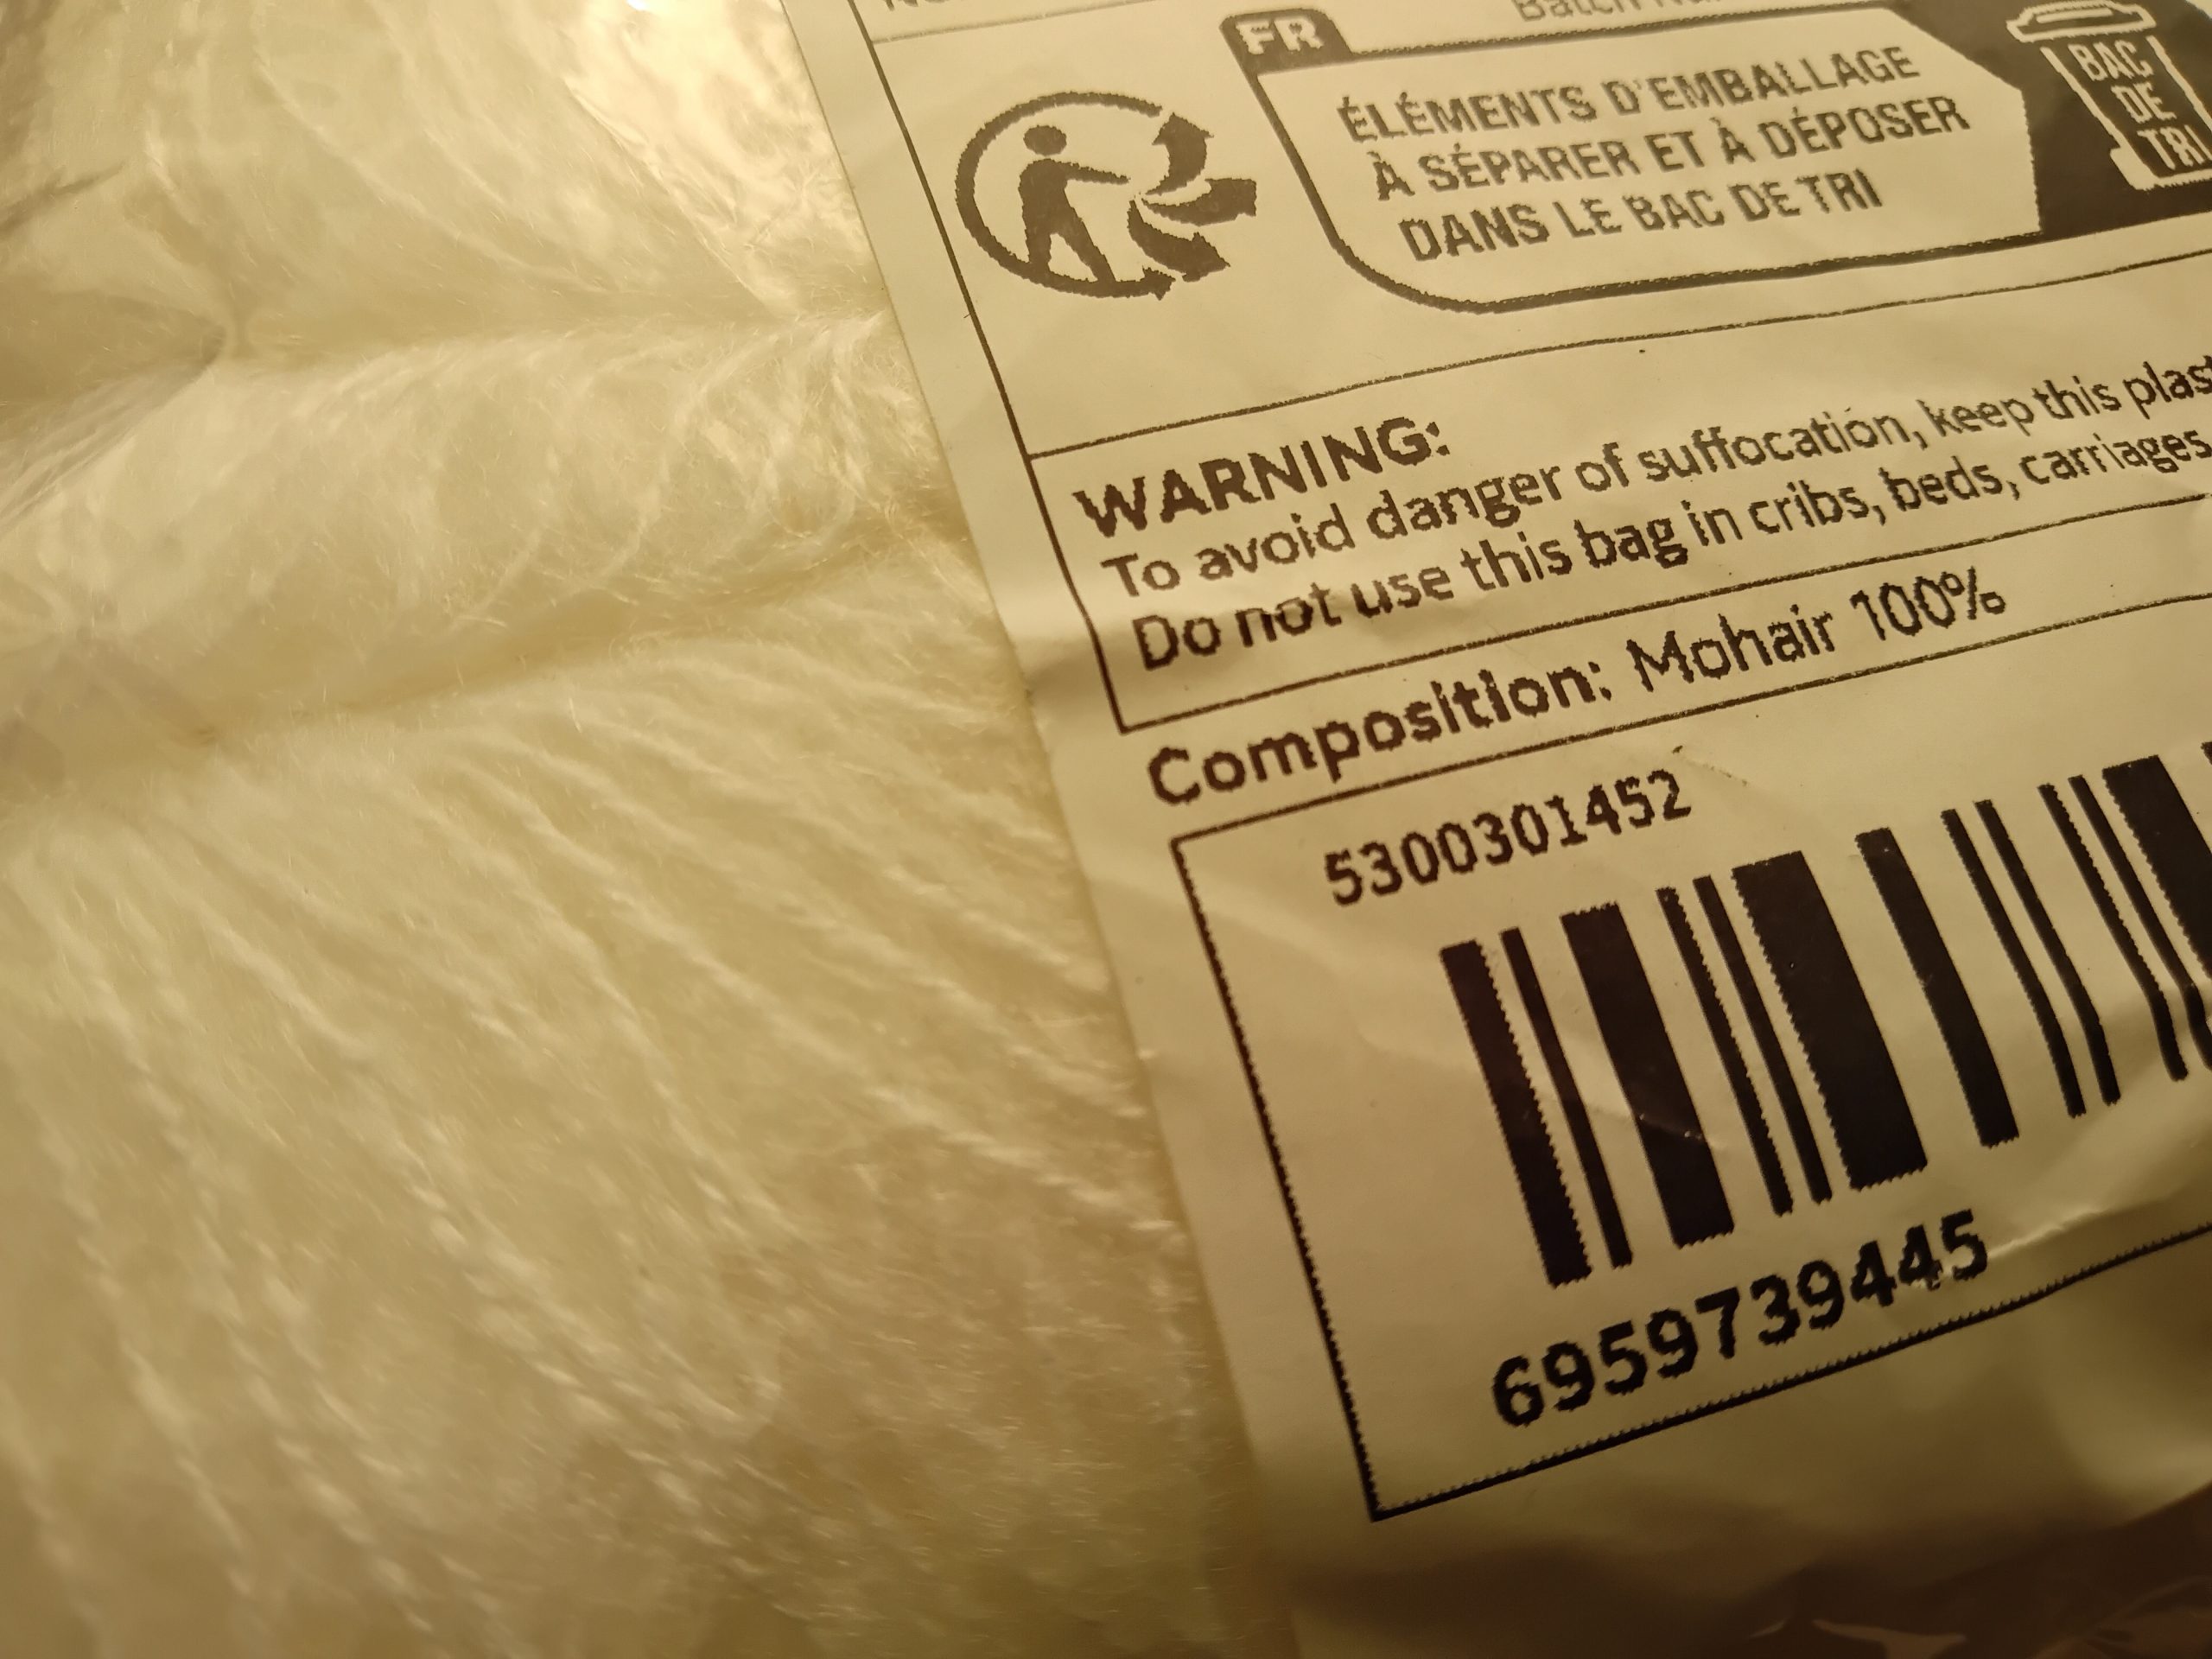 Batch
FR
ÉLÉMENTS D'EMBALLAGE
À SÉPARER ET À DÉPOSER
DANS LE BAC DE TRI
BAC
DE
TRI
WARNING:
To avoid danger of suffocation, keep this
Do not use this bag in cribs, beds, carriages
Composition: Mohair 100%
5300301452
6959739445